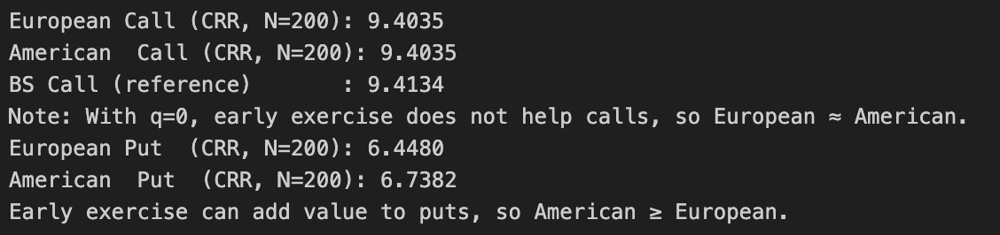 European Call (CRR, N=200): 9.4035
American  Call (CRR, N=200): 9.4035
BS Call (reference)       : 9.4134
Note: With q=0, early exercise does not help calls, so European ≈ American.
European Put  (CRR, N=200): 6.4480
American  Put  (CRR, N=200): 6.7382
Early exercise can add value to puts, so American ≥ European.